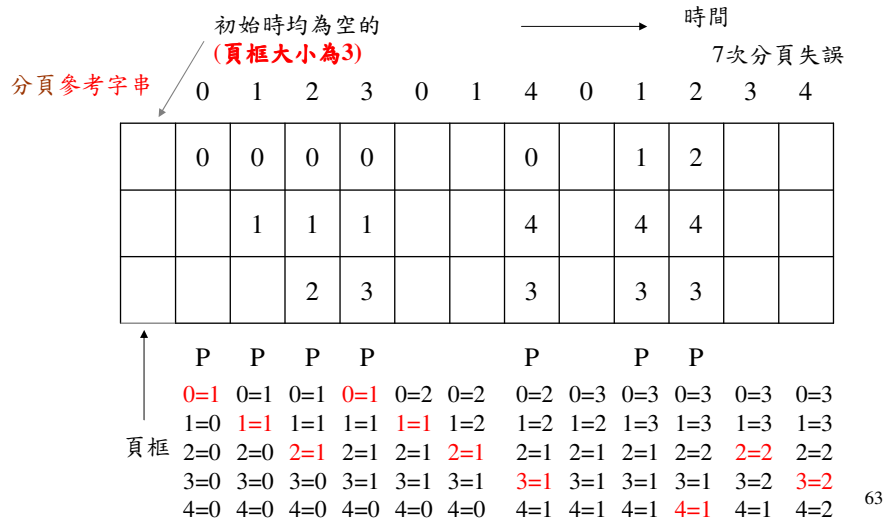 初始時均為空的
時間
(頁框大小為3)
7次分頁失誤
分頁參考字串 0 1 2 3 0 1 4 0 1 2 3 4
0 0 0 0 0 1 2
1 1 1 4 4 4
2 3 3 3 3
P P P P P P P
0=1 0=1 0=1 0=1 0=2 0=2 0=2 0=3 0=3 0=3 0=3 0=3
1=0 1=1 1=1 1=1 1=1 1=2 1=2 1=2 1=3 1=3 1=3 1=3
頁框 2=0 2=0 2=1 2=1 2=1 2=1 2=1 2=1 2=1 2=2 2=2 2=2
3=0 3=0 3=0 3=1 3=1 3=1 3=1 3=1 3=1 3=1 3=2 3=2
4=0 4=0 4=0 4=0 4=0 4=0 4=1 4=1 4=1 4=1 4=1 4=2
63